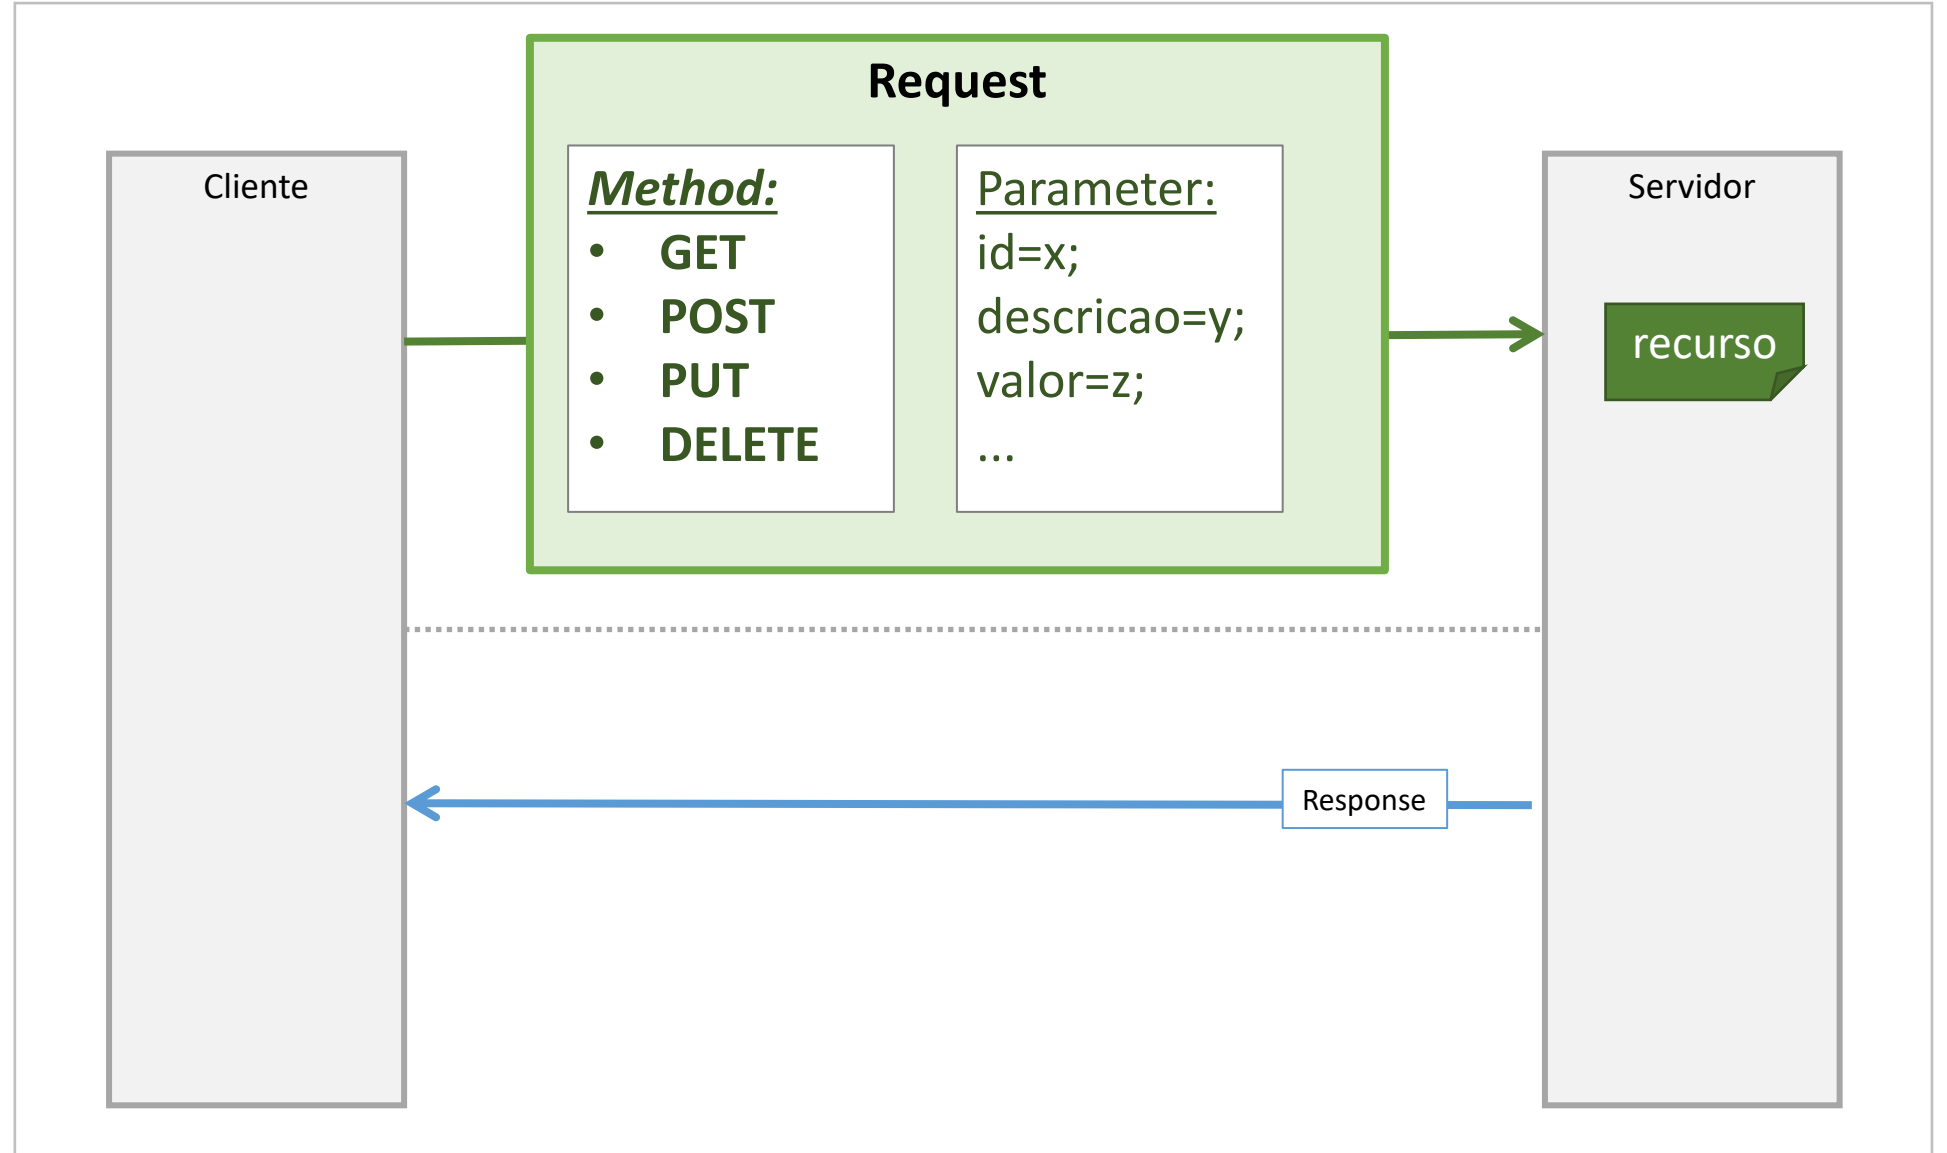 Request
Cliente
Method:
• GET
• POST
• PUT
• DELETE
Parameter:
id=x;
descricao=y;
valor=z;
...
Servidor
recurso
Response